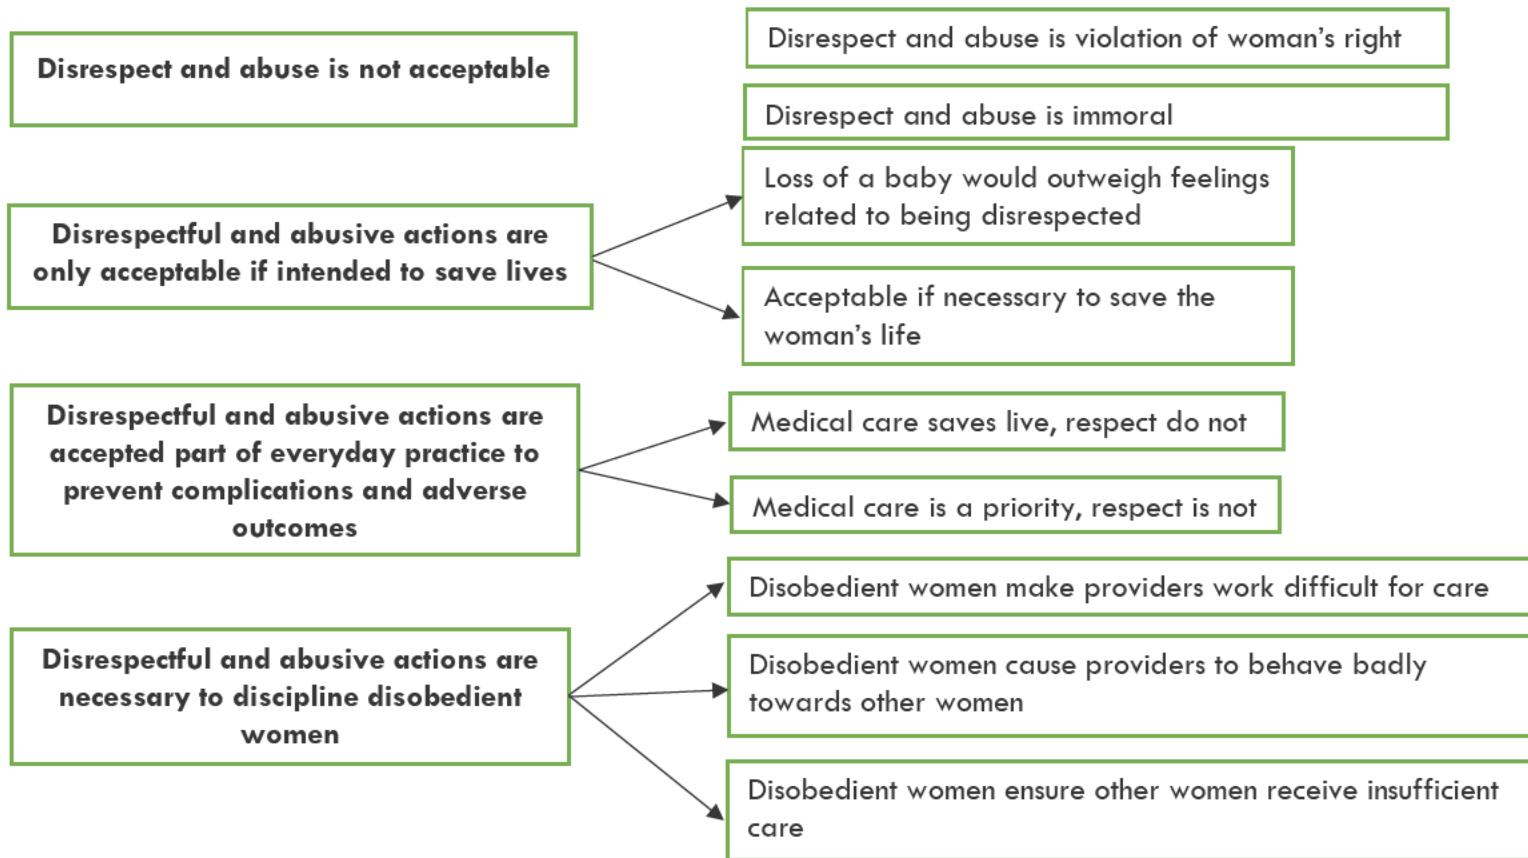 Disrespect and abuse is not acceptable
Disrespect and abuse is violation of woman's right
Disrespect and abuse is immoral
Disrespectful and abusive actions are
only acceptable if intended to save lives
Loss of a baby would outweigh feelings
related to being disrespected
Acceptable if necessary to save the
woman's life
Disrespectful and abusive actions are
accepted part of everyday practice to
prevent complications and adverse
outcomes
Medical care saves live, respect do not
Medical care is a priority, respect is not
Disrespectful and abusive actions are
necessary to discipline disobedient
women
Disobedient women make providers work difficult for care
Disobedient women cause providers to behave badly
towards other women
Disobedient women ensure other women receive insufficient
care